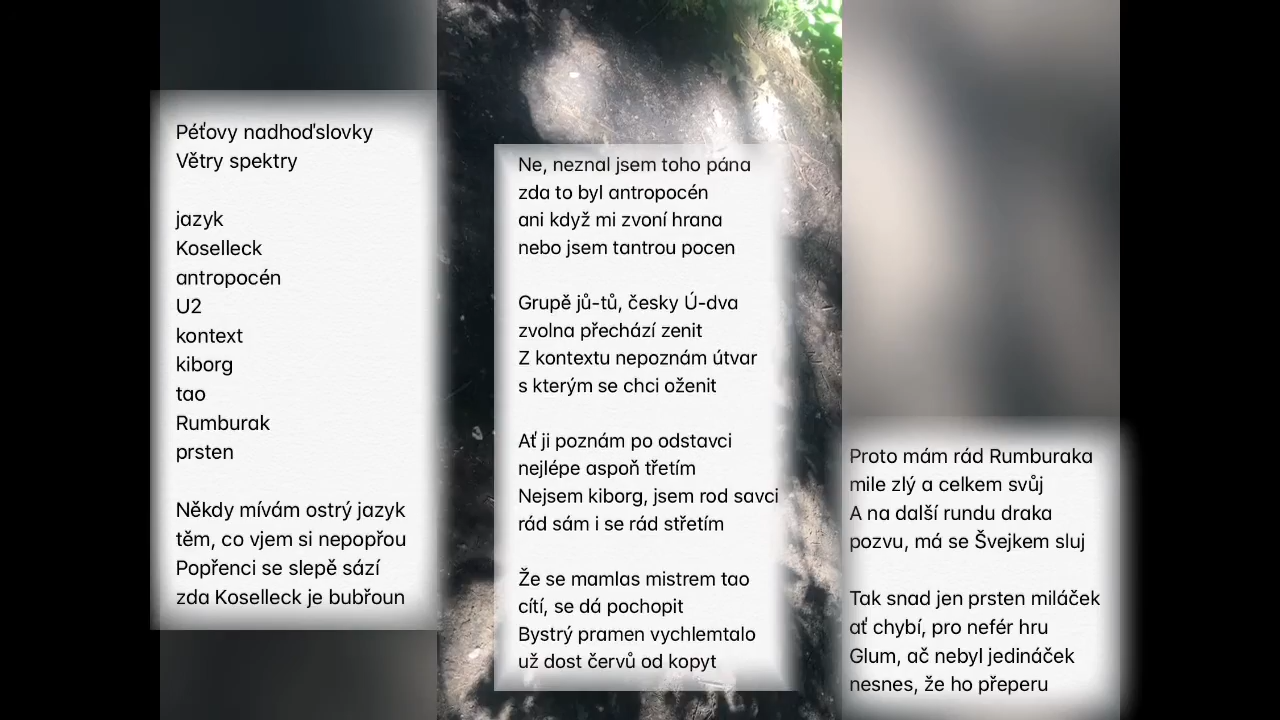 Péťovy nadhoďslovky
Větry spektry
jazyk
Koselleck
antropocén
U2
kontext
kiborg
tao
Rumburak
prsten
Někdy mívám ostrý jazyk
těm, co vjem si nepopřou
Popřenci se slepě sází
zda Koselleck je bubřoun
Ne, neznal jsem toho pána
zda to byl antropocén
ani když mi zvoní hrana
nebo jsem tantrou pocen
Grupě jů-tů, česky Ú-dva
zvolna přechází zenit
Z kontextu nepoznám útvar
s kterým se chci oženit
Ať ji poznám po odstavci
nejlépe aspoň třetím
Nejsem kiborg, jsem rod savci
rád sám i se rád střetím
Že se mamlas mistrem tao
cítí, se dá pochopit
Bystrý pramen vychlemtalo
už dost červů od kopyt
Proto mám rád Rumburaka
mile zlý a celkem svůj
A na další rundu draka
pozvu, má se Švejkem sluj
Tak snad jen prsten miláček
ať chybí, pro nefér hru
Glum, ač nebyl jedináček
nesnes, že ho přeperu